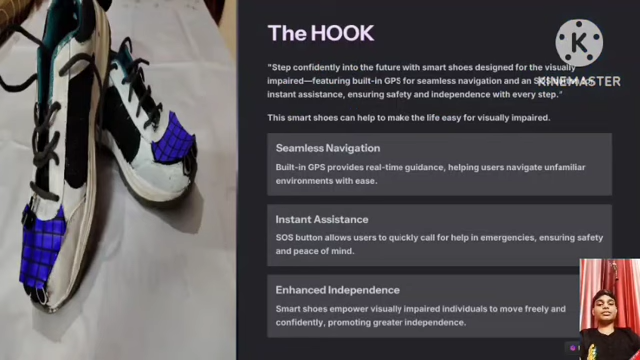 The HOOK
"Step confidently into the future with smart shoes designed for the visually
impaired—featuring built-in GPS for seamless navigation and an SOS
instant assistance, ensuring safety and independence with every step."
This smart shoes can help to make the life easy for visually impaired.
Seamless Navigation
Built-in GPS provides real-time guidance, helping users navigate unfamiliar
environments with ease.
Instant Assistance
SOS button allows users to quickly call for help in emergencies, ensuring safety
and peace of mind.
Enhanced Independence
Smart shoes empower visually impaired individuals to move freely and
confidently, promoting greater independence.
K
KINEMASTER